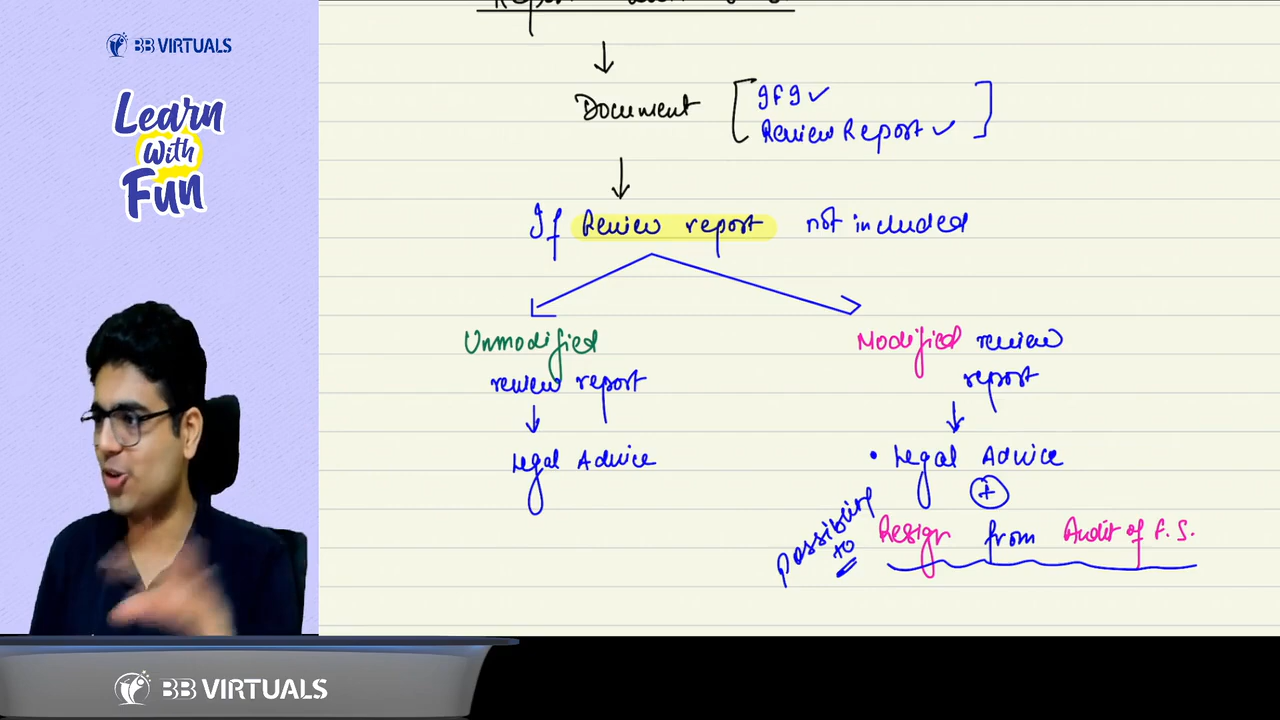 BB VIRTUALS
Learn
With
Fun
Document
gfg ✓
Review Report ✓
If Review report not included
Unmodified
review report
Legal Advice
Modified review
report
• Legal Advice
+
possibility
to
Resign from Audit of F.S.
BB VIRTUALS